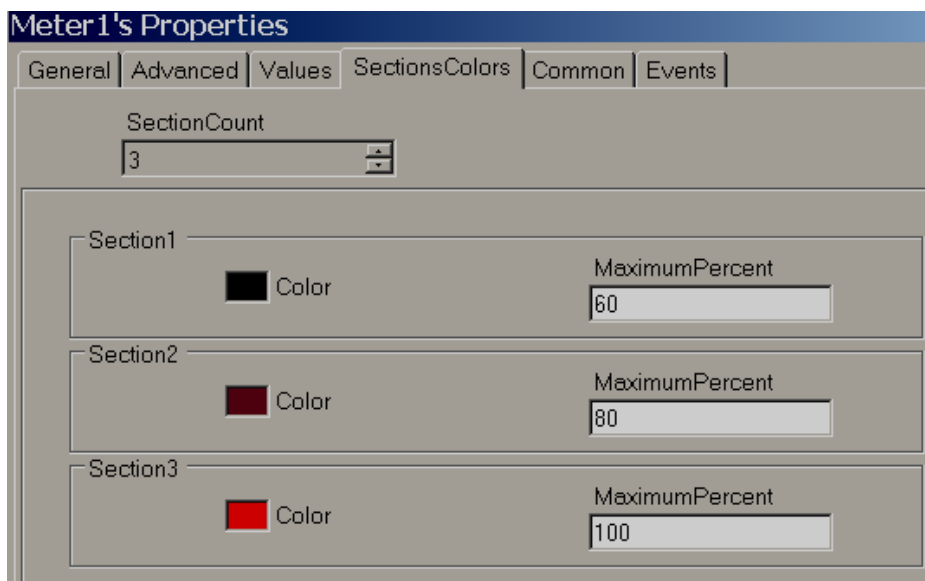 Meter1's Properties
General Advanced Values SectionsColors Common Events
SectionCount
3
Section1
Color
MaximumPercent
60
Section2
Color
MaximumPercent
80
Section3
Color
MaximumPercent
100